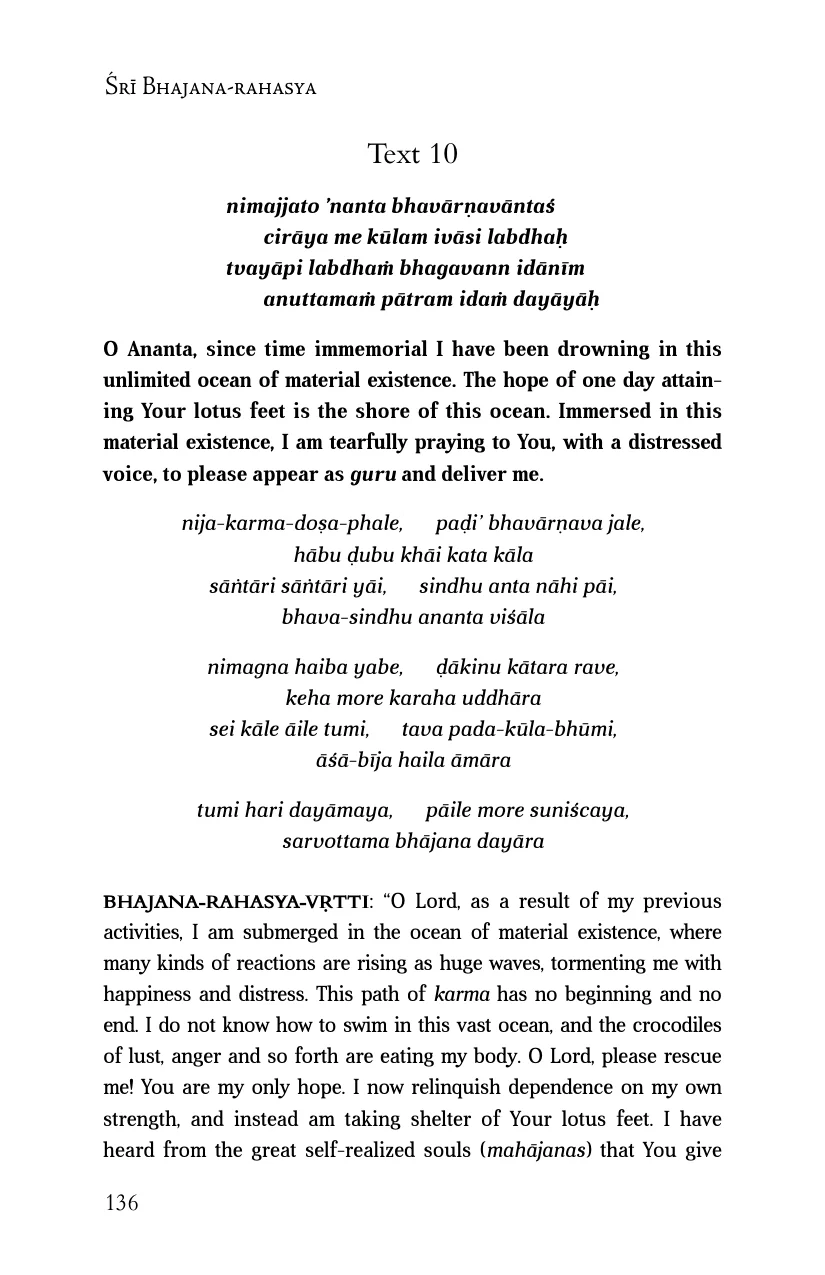 Śrī Bhajana-rahasya
Text 10
nimajjato ’nanta bhavārṇavāntaś
cirāya me kūlam ivāsi labdhaḥ
tvayāpi labdhaṁ bhagavann idānīm
anuttamaṁ pātram idaṁ dayāyāḥ
O Ananta, since time immemorial I have been drowning in this
unlimited ocean of material existence. The hope of one day attain-
ing Your lotus feet is the shore of this ocean. Immersed in this
material existence, I am tearfully praying to You, with a distressed
voice, to please appear as guru and deliver me.
nija-karma-doṣa-phale, paḍi’ bhavārṇava jale,
hābu ḍubu khāi kata kāla
sāṅtāri sāṅtāri yāi, sindhu anta nāhi pāi,
bhava-sindhu ananta viśāla
nimagna haiba yabe, ḍākinu kātara rave,
keha more karaha uddhāra
sei kāle āile tumi, tava pada-kūla-bhūmi,
āśā-bīja haila āmāra
tumi hari dayāmaya, pāile more suniścaya,
sarvottama bhājana dayāra
BHAJANA-RAHASYA-VṚTTI: “O Lord, as a result of my previous
activities, I am submerged in the ocean of material existence, where
many kinds of reactions are rising as huge waves, tormenting me with
happiness and distress. This path of karma has no beginning and no
end. I do not know how to swim in this vast ocean, and the crocodiles
of lust, anger and so forth are eating my body. O Lord, please rescue
me! You are my only hope. I now relinquish dependence on my own
strength, and instead am taking shelter of Your lotus feet. I have
heard from the great self-realized souls (mahājanas) that You give
136